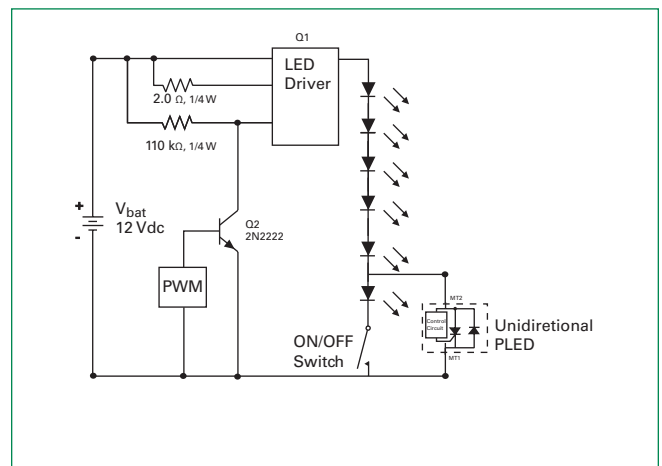 Q1
LED
Driver
2.0 Ω, 1/4 W
110 kΩ, 1/4 W
+
Vbat
12 Vdc
-
Q2
2N2222
PWM
ON/OFF
Switch
MT2
Control
Circuit
MT1
Unidiretional
PLED